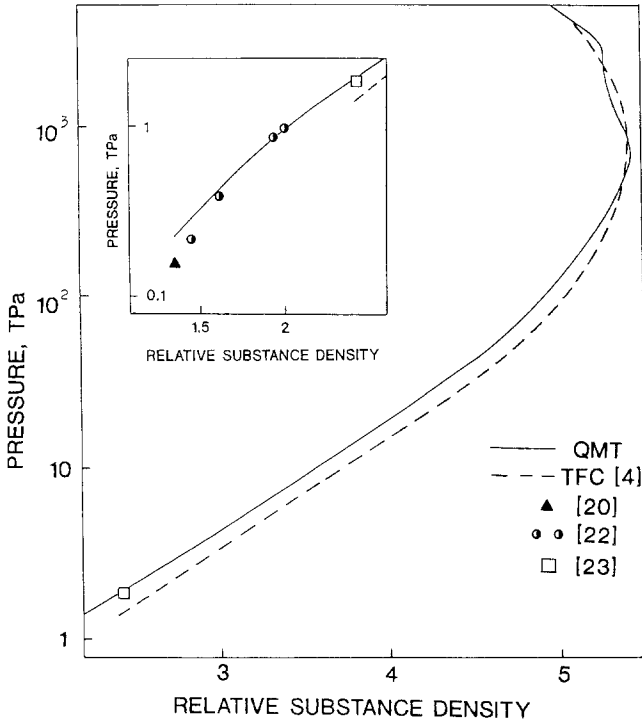 PRESSURE, TPa
10³
10²
10
1
3
4
5
RELATIVE SUBSTANCE DENSITY
PRESSURE, TPa
1
0.1
1.5
2
RELATIVE SUBSTANCE DENSITY
QMT
TFC [4]
[20]
[22]
[23]